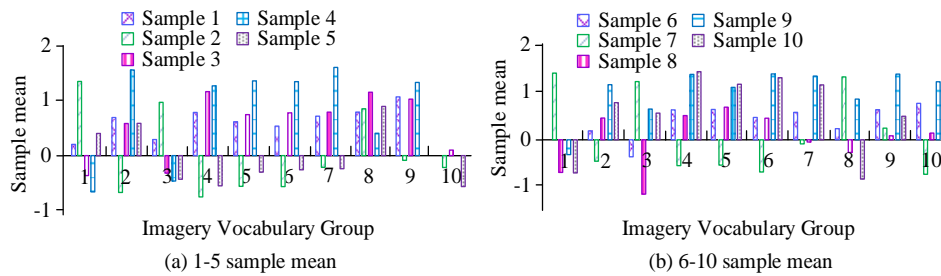 Sample 1
Sample 4
Sample 2
Sample 5
Sample 3
2
1
0
-1
Sample mean
1 2 3 4 5 6 7 8 9 10
Imagery Vocabulary Group
(a) 1-5 sample mean
Sample 6
Sample 9
Sample 7
Sample 10
Sample 8
2
1
0
-1
Sample mean
1 2 3 4 5 6 7 8 9 10
Imagery Vocabulary Group
(b) 6-10 sample mean